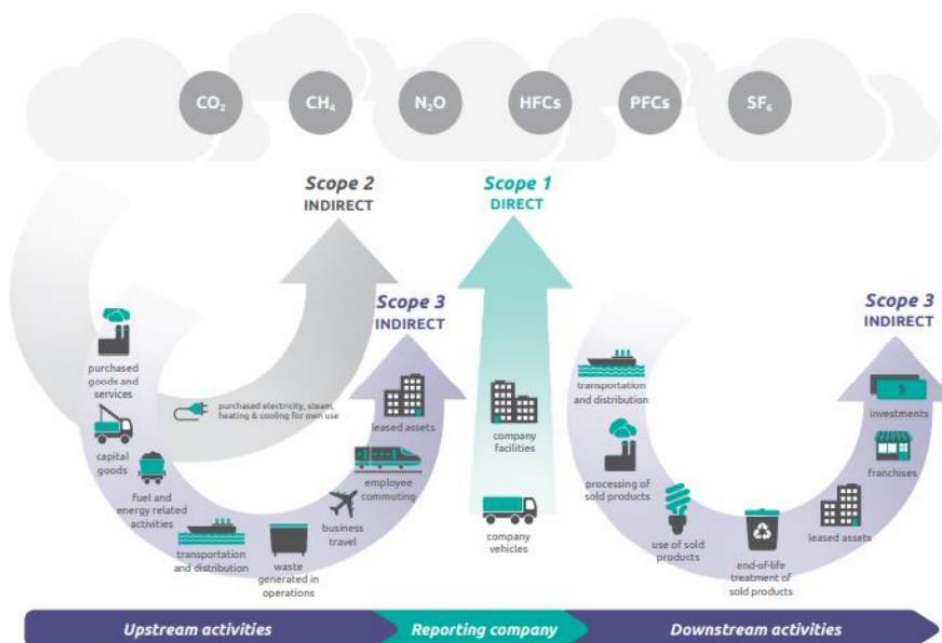 CO₂ CH₄ N₂O HFCs PFCs SF₆
Scope 2
INDIRECT
Scope 1
DIRECT
Scope 3
INDIRECT
Scope 3
INDIRECT
purchased
goods and
services
capital
goods
fuel and
energy related
activities
purchased electricity, steam,
heating & cooling for own use
transportation
and distribution
waste
generated in
operations
business
travel
employee
commuting
leased assets
company
facilities
company
vehicles
transportation
and distribution
processing of
sold products
use of sold
products
end-of-life
treatment of
sold products
leased assets
franchises
$
investments
Upstream activities
Reporting company
Downstream activities